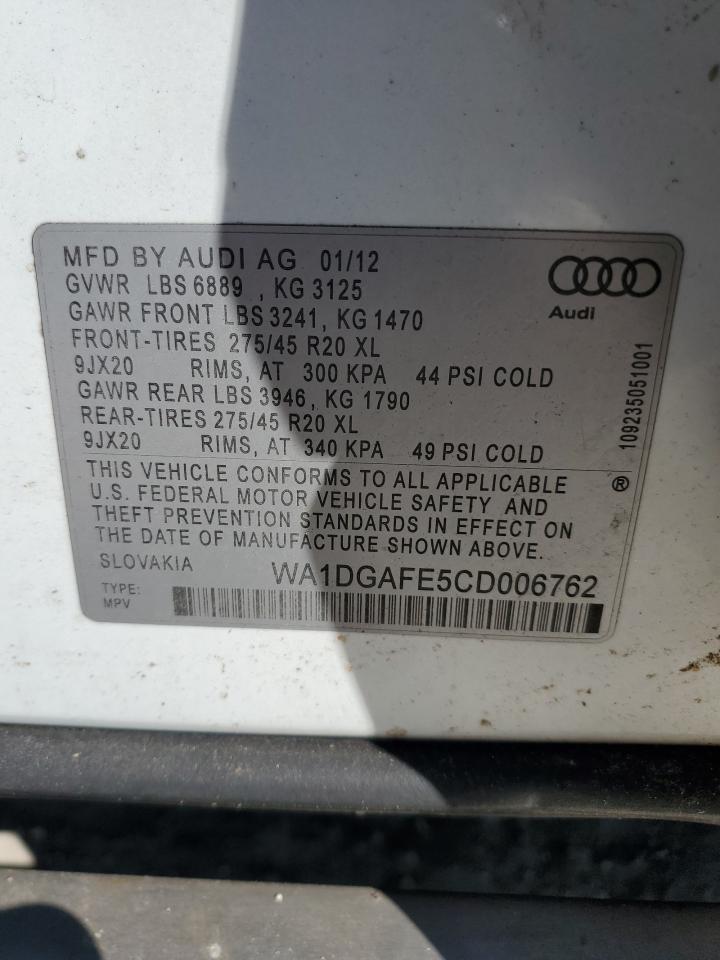 MFD BY AUDI AG 01/12
GVWR LBS 6889 , KG 3125
GAWR FRONT LBS 3241, KG 1470
FRONT-TIRES 275/45 R20 XL
9JX20 RIMS, AT 300 KPA 44 PSI COLD
GAWR REAR LBS 3946, KG 1790
REAR-TIRES 275/45 R20 XL
9JX20 RIMS, AT 340 KPA 49 PSI COLD
Audi
109235051001
THIS VEHICLE CONFORMS TO ALL APPLICABLE ®
U.S. FEDERAL MOTOR VEHICLE SAFETY AND
THEFT PREVENTION STANDARDS IN EFFECT ON
THE DATE OF MANUFACTURE SHOWN ABOVE.
SLOVAKIA WA1DGAFE5CD006762
TYPE:
MPV